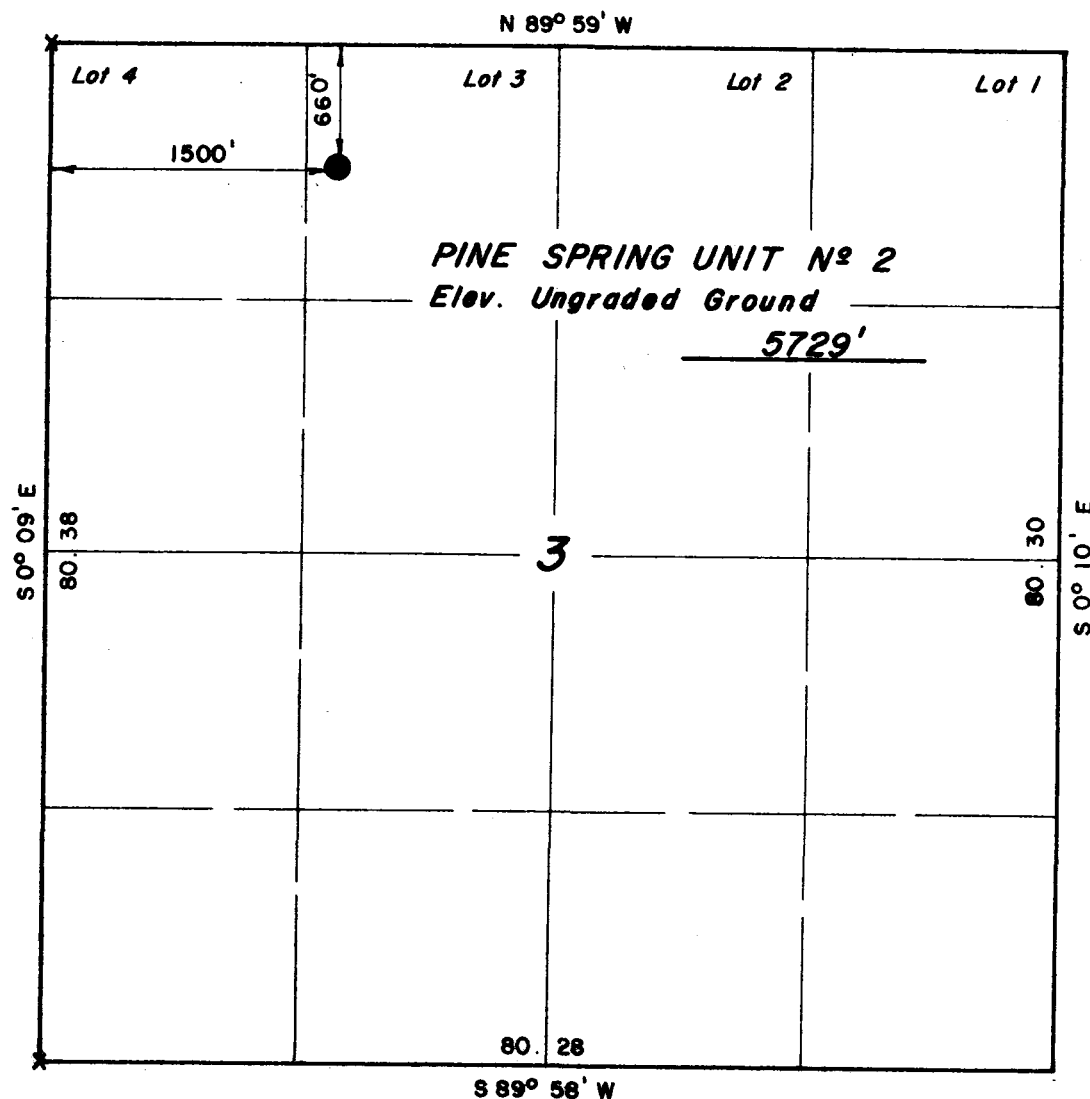 N 89° 59' W
Lot 4
Lot 3
Lot 2
Lot 1
660'
1500'
PINE SPRING UNIT Nº 2
Elev. Ungraded Ground
5729'
S 0° 09' E
80.38
3
80.30
S 0° 10' E
80.28
S 89° 58' W